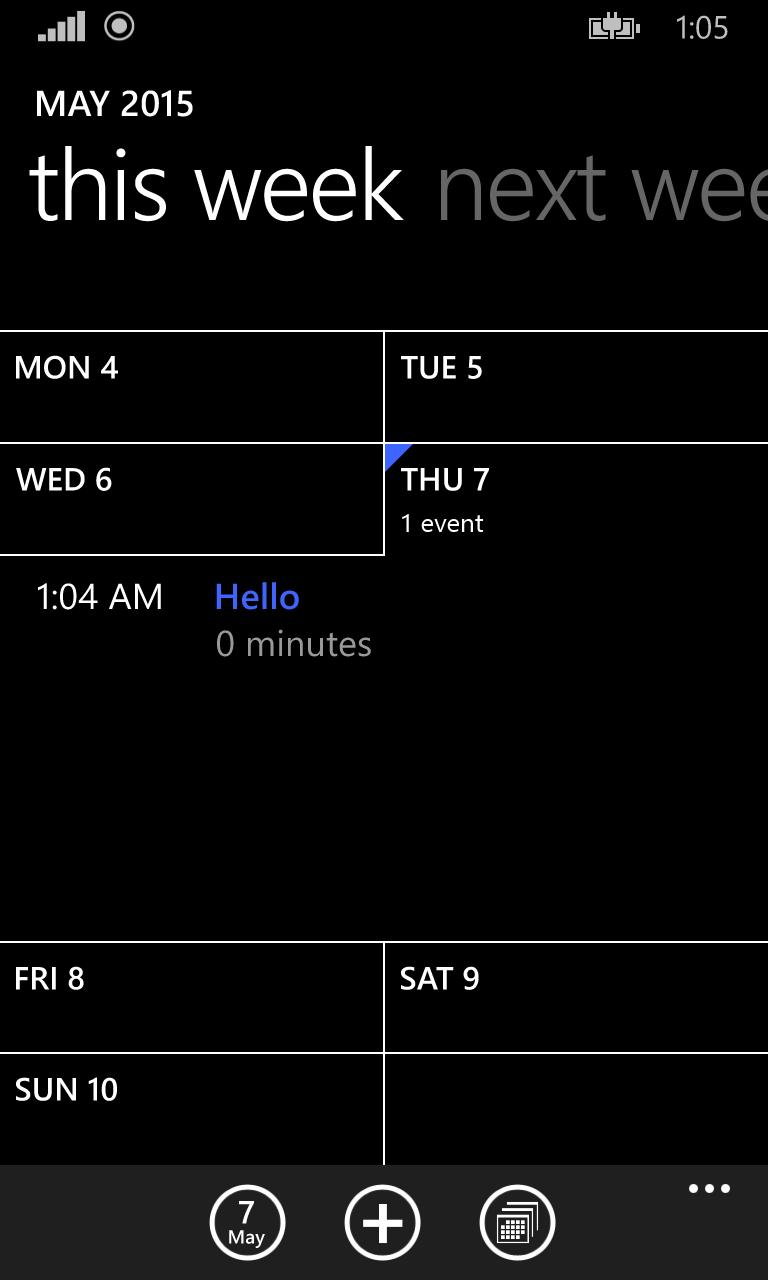 1:05
MAY 2015
this week next wee
MON 4
TUE 5
WED 6
THU 7
1 event
1:04 AM
Hello
0 minutes
FRI 8
SAT 9
SUN 10
7
May